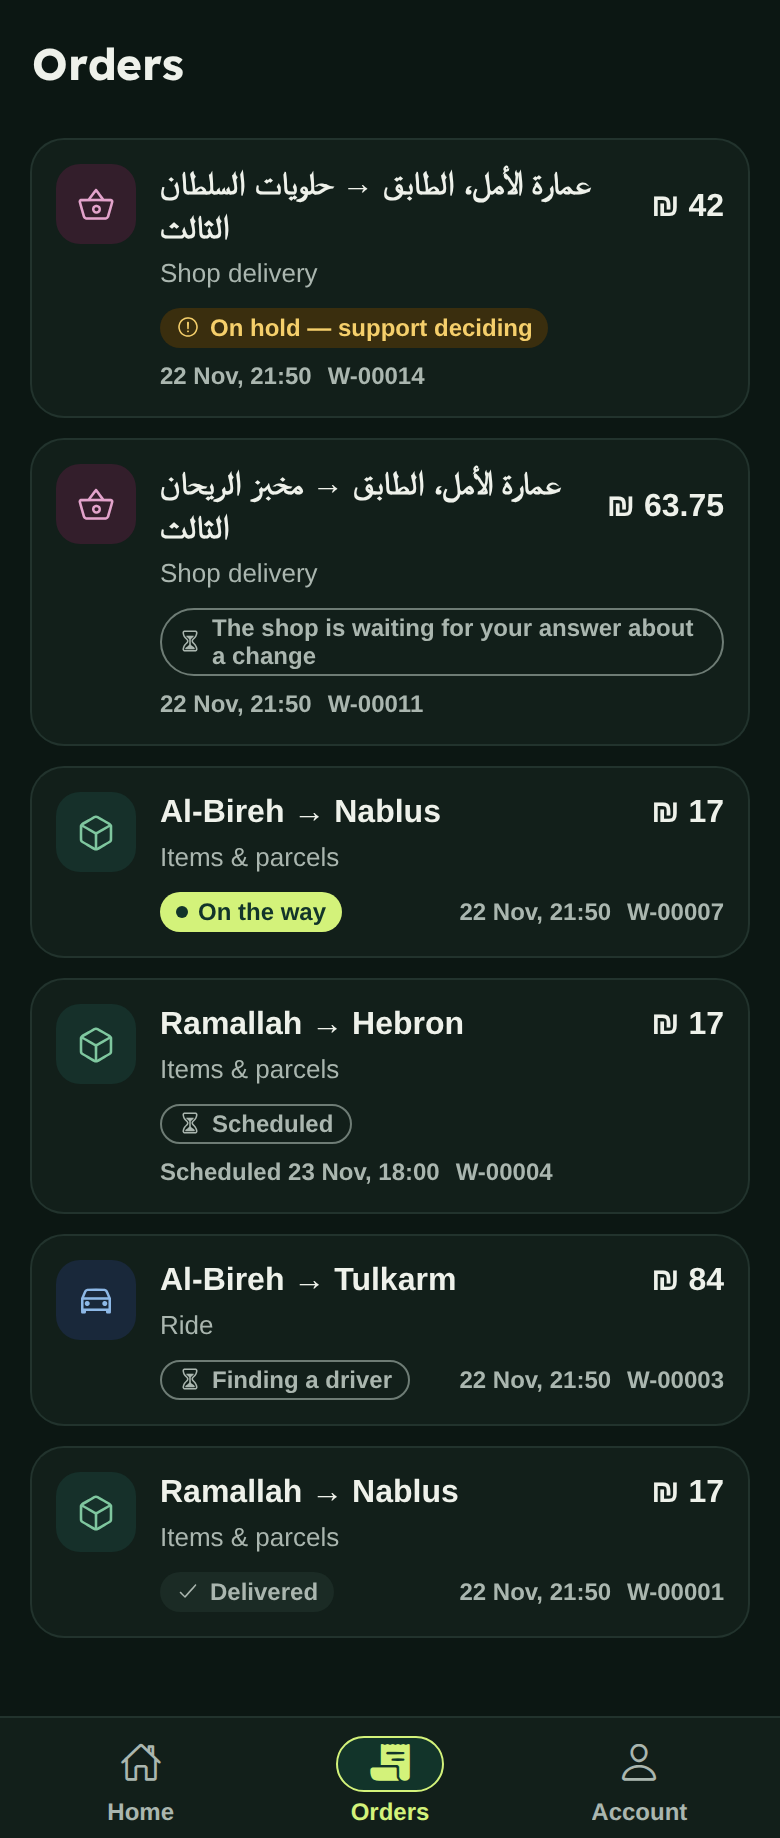 Orders
حلويات السلطان → عمارة الأمل، الطابق
الثالث
₪ 42
Shop delivery
On hold — support deciding
22 Nov, 21:50 W-00014
مخبز الريحان → عمارة الأمل، الطابق
الثالث
₪ 63.75
Shop delivery
The shop is waiting for your answer about
a change
22 Nov, 21:50 W-00011
Al-Bireh → Nablus
₪ 17
Items & parcels
On the way
22 Nov, 21:50 W-00007
Ramallah → Hebron
₪ 17
Items & parcels
Scheduled
Scheduled 23 Nov, 18:00 W-00004
Al-Bireh → Tulkarm
₪ 84
Ride
Finding a driver
22 Nov, 21:50 W-00003
Ramallah → Nablus
₪ 17
Items & parcels
Delivered
22 Nov, 21:50 W-00001
Home
Orders
Account